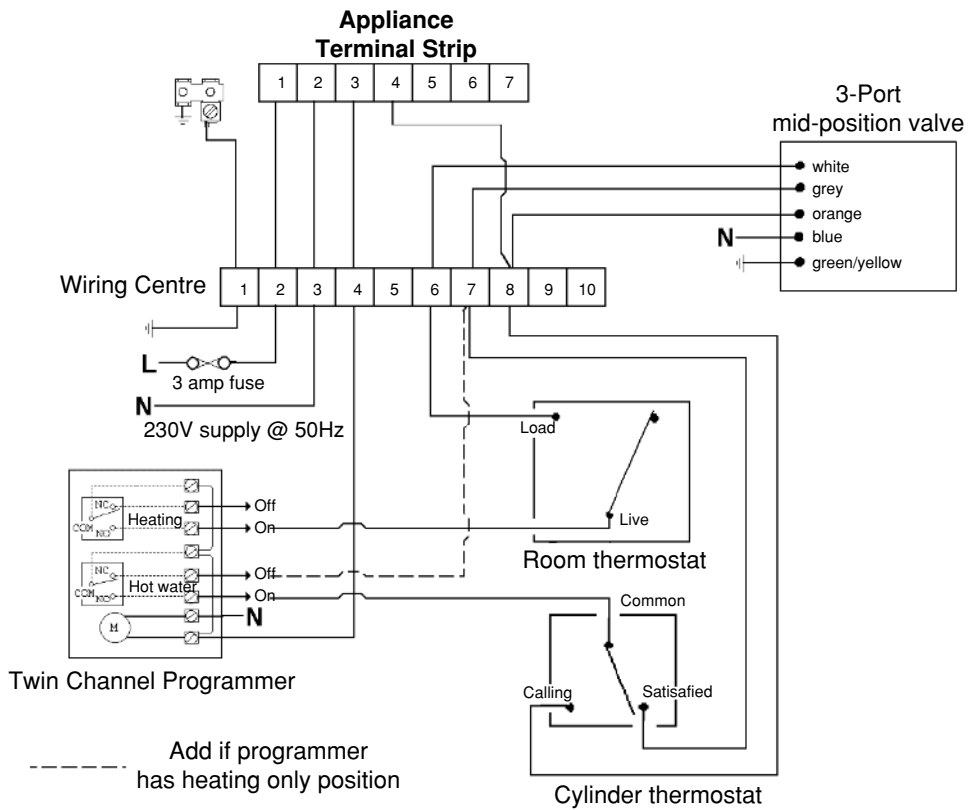 Appliance
Terminal Strip
1 2 3 4 5 6 7
3-Port
mid-position valve
white
grey
orange
N blue
green/yellow
Wiring Centre 1 2 3 4 5 6 7 8 9 10
L
3 amp fuse
N
230V supply @ 50Hz
Load
Live
Room thermostat
NC
COM
NO
Heating
Off
On
NC
COM
NO
Hot water
Off
On
N
M
Twin Channel Programmer
Common
Calling Satisafied
Cylinder thermostat
Add if programmer
has heating only position